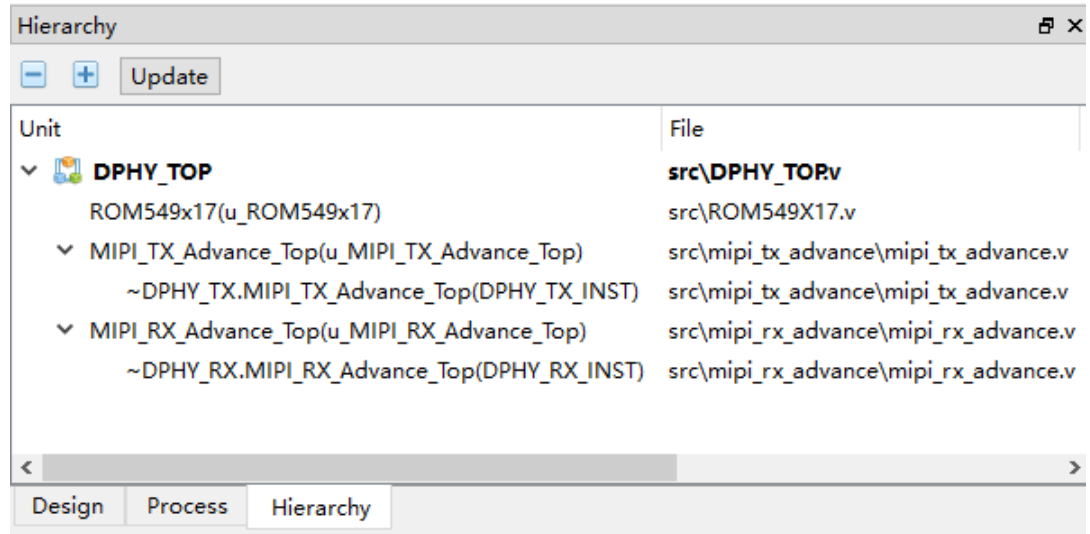 Hierarchy
Update
Unit File
DPHY_TOP src\DPHY_TOP.v
ROM549x17(u_ROM549x17) src\ROM549X17.v
MIPI_TX_Advance_Top(u_MIPI_TX_Advance_Top) src\mipi_tx_advance\mipi_tx_advance.v
~DPHY_TX.MIPI_TX_Advance_Top(DPHY_TX_INST) src\mipi_tx_advance\mipi_tx_advance.v
MIPI_RX_Advance_Top(u_MIPI_RX_Advance_Top) src\mipi_rx_advance\mipi_rx_advance.v
~DPHY_RX.MIPI_RX_Advance_Top(DPHY_RX_INST) src\mipi_rx_advance\mipi_rx_advance.v
Design Process Hierarchy